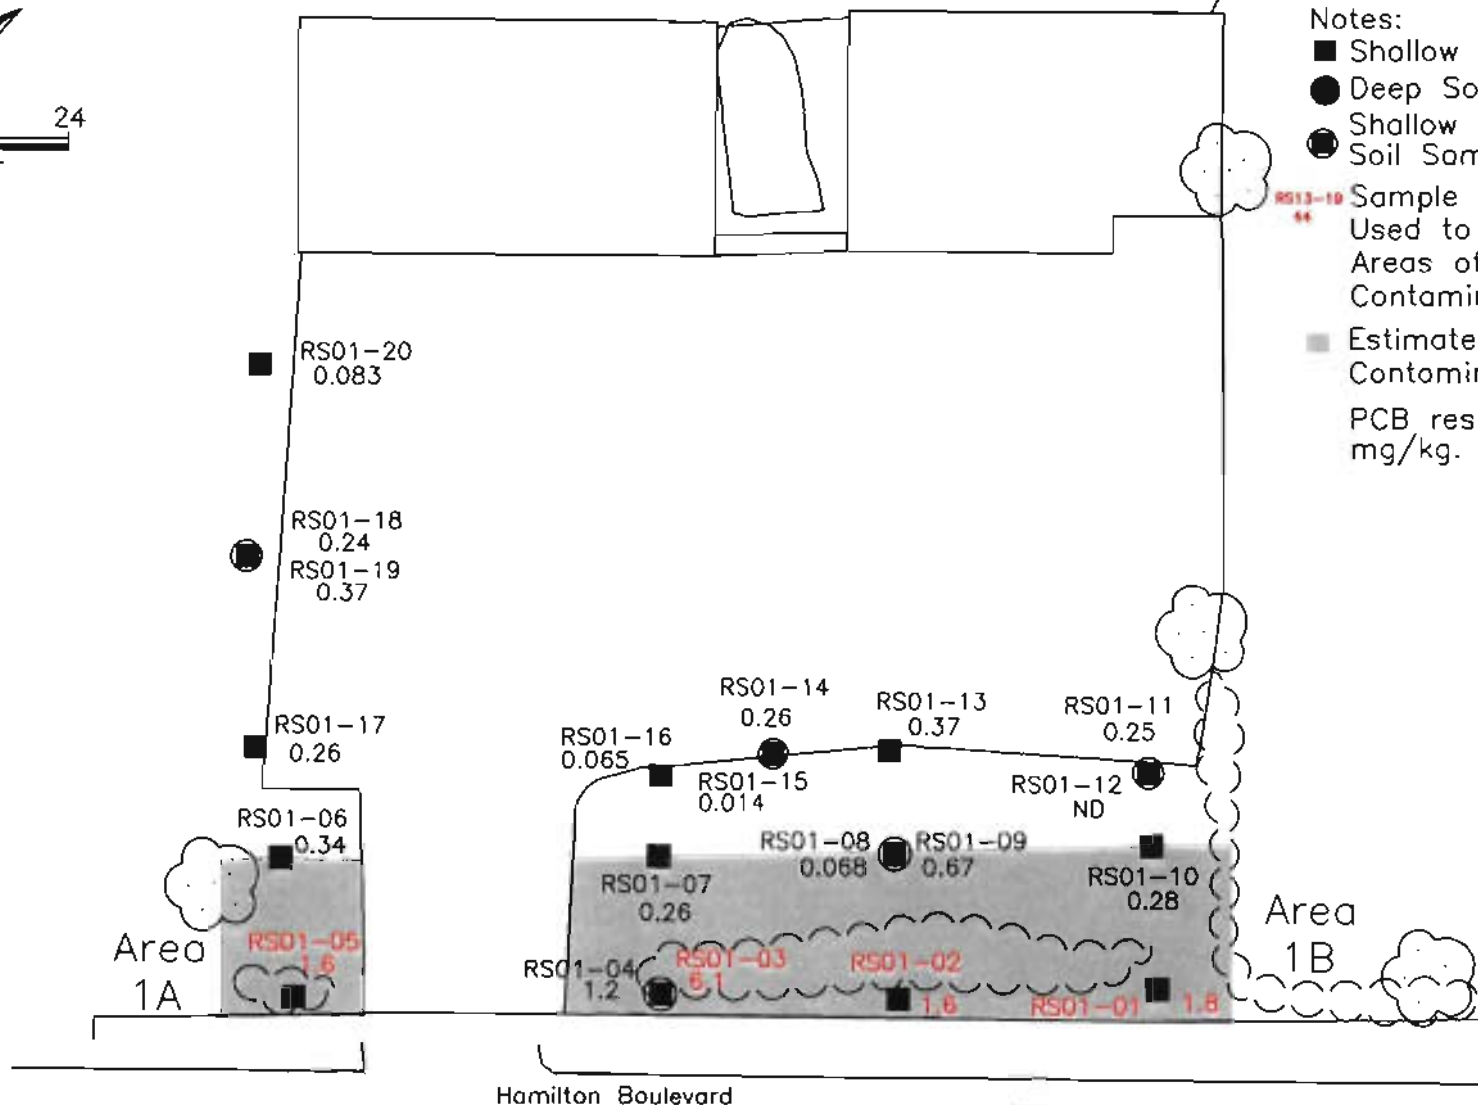 24
Notes:
Shallow
Deep So
Shallow
Soil Sam
RS13-19
44
Sample
Used to
Areas of
Contamin
Estimate
Contamin
PCB res
mg/kg.
RS01-20
0.083
RS01-18
0.24
RS01-19
0.37
RS01-17
0.26
RS01-16
0.065
RS01-14
0.26
RS01-15
0.014
RS01-13
0.37
RS01-11
0.25
RS01-12
ND
RS01-06
0.34
RS01-07
0.26
RS01-08
0.068
RS01-09
0.67
RS01-10
0.28
Area
1A
RS01-05
1.6
RS01-04
1.2
RS01-03
6.1
RS01-02
1.6
RS01-01
1.8
Area
1B
Hamilton Boulevard